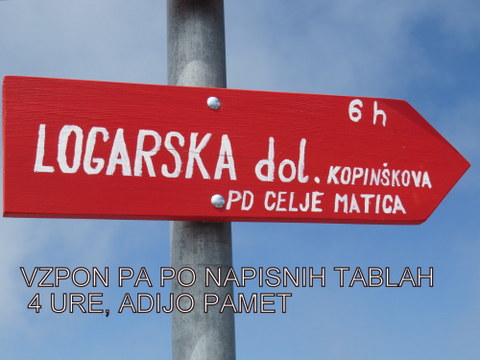 6 h
LOGARSKA dol. KOPINŠKOVA
PD CELJE MATICA
VZPON PA PO NAPISNIH TABLAH
4 URE, ADIJO PAMET